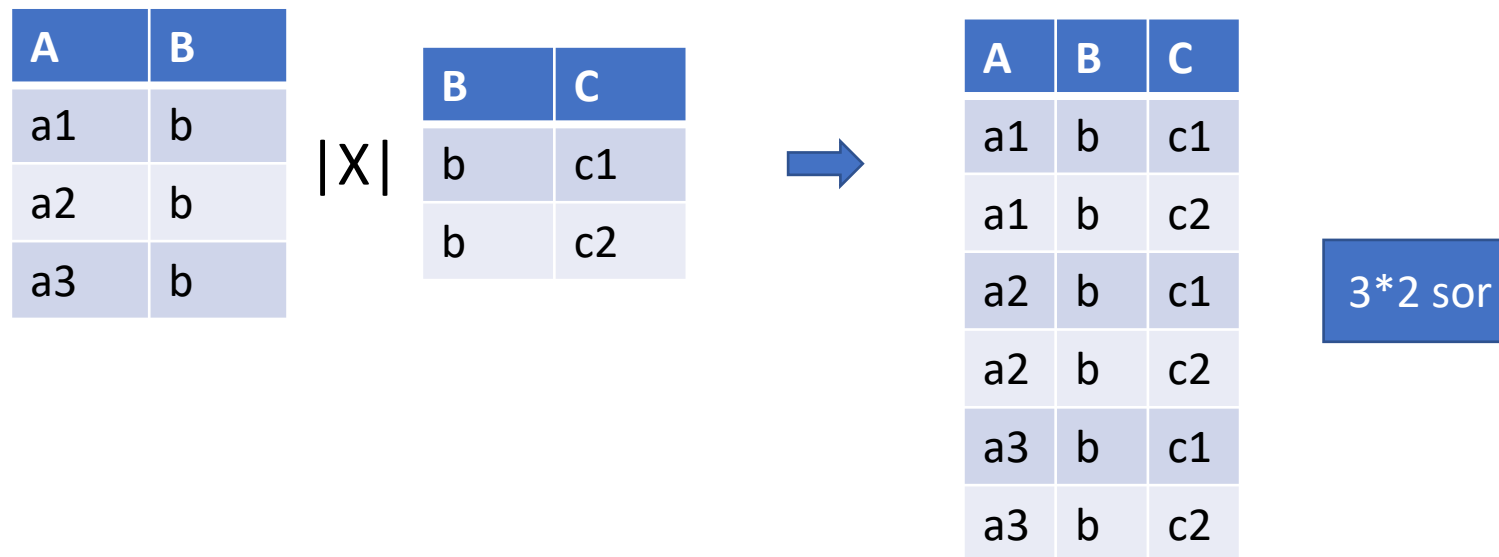 A B
a1 b
a2 b
a3 b
|X|
B C
b c1
b c2
A B C
a1 b c1
a1 b c2
a2 b c1
a2 b c2
a3 b c1
a3 b c2
3*2 sor